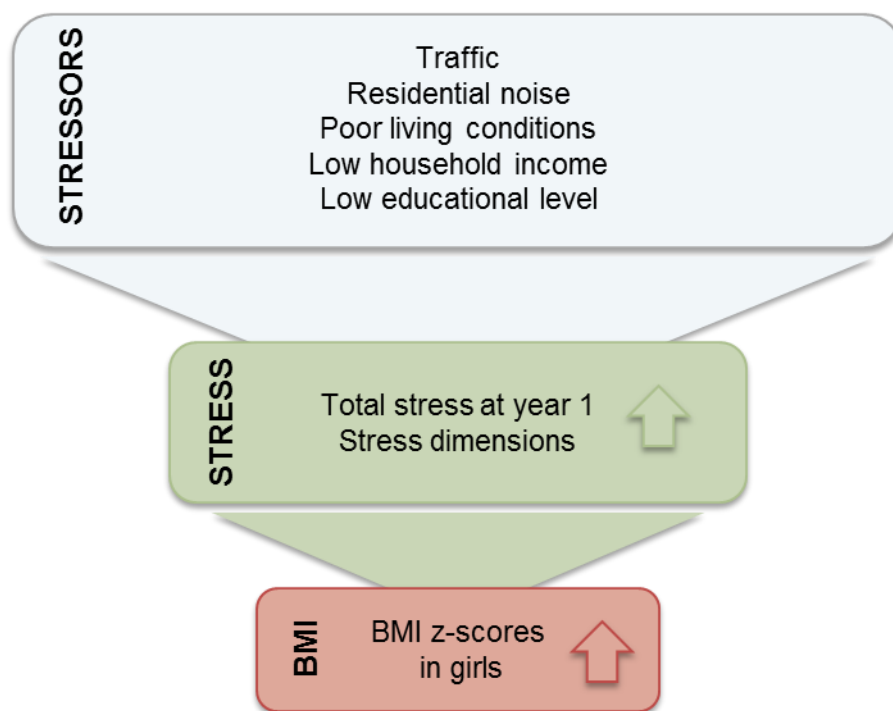 STRESSORS
Traffic
Residential noise
Poor living conditions
Low household income
Low educational level
STRESS
Total stress at year 1
Stress dimensions
BMI
BMI z-scores
in girls